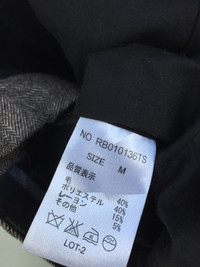 NO RB010136TS
SIZE M
品質表示
毛 40%
ポリエステル 40%
レーヨン 15%
その他 5%
LOT-2